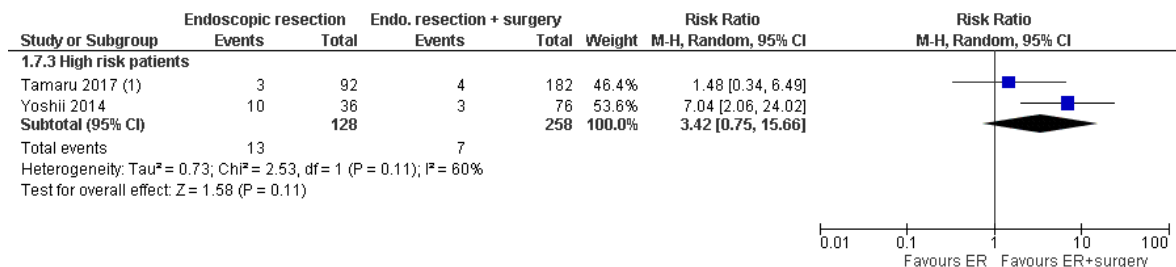 Endoscopic resection Endo. resection + surgery Risk Ratio Risk Ratio
Study or Subgroup Events Total Events Total Weight M-H, Random, 95% CI M-H, Random, 95% CI
1.7.3 High risk patients
Tamaru 2017 (1) 3 92 4 182 46.4% 1.48 [0.34, 6.49]
Yoshii 2014 10 36 3 76 53.6% 7.04 [2.06, 24.02]
Subtotal (95% CI) 128 258 100.0% 3.42 [0.75, 15.66]
Total events 13 7
Heterogeneity: Tau² = 0.73; Chi² = 2.53, df = 1 (P = 0.11); I² = 60%
Test for overall effect: Z = 1.58 (P = 0.11)
0.01 0.1 1 10 100
Favours ER Favours ER+surgery